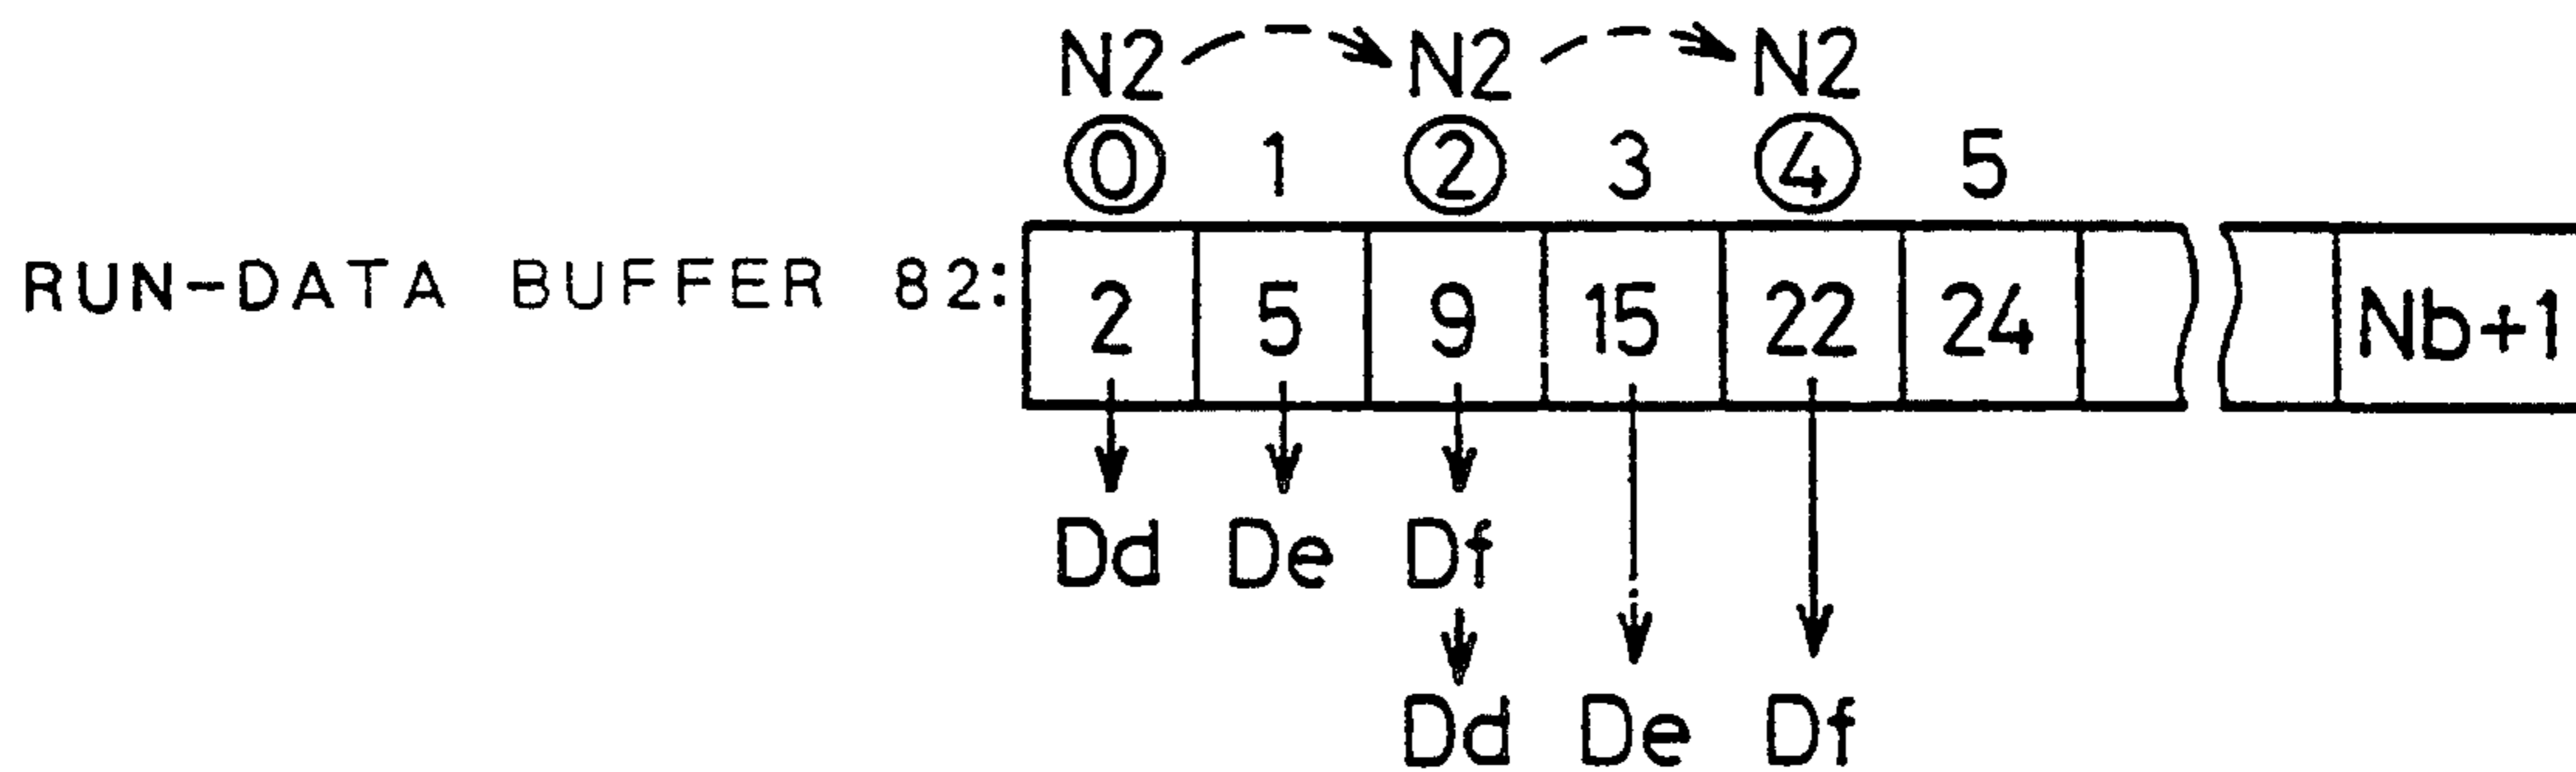 N2 N2 N2
0 1 2 3 4 5
RUN-DATA BUFFER 82: 2 5 9 15 22 24 Nb+1
Dd De Df
Dd De Df